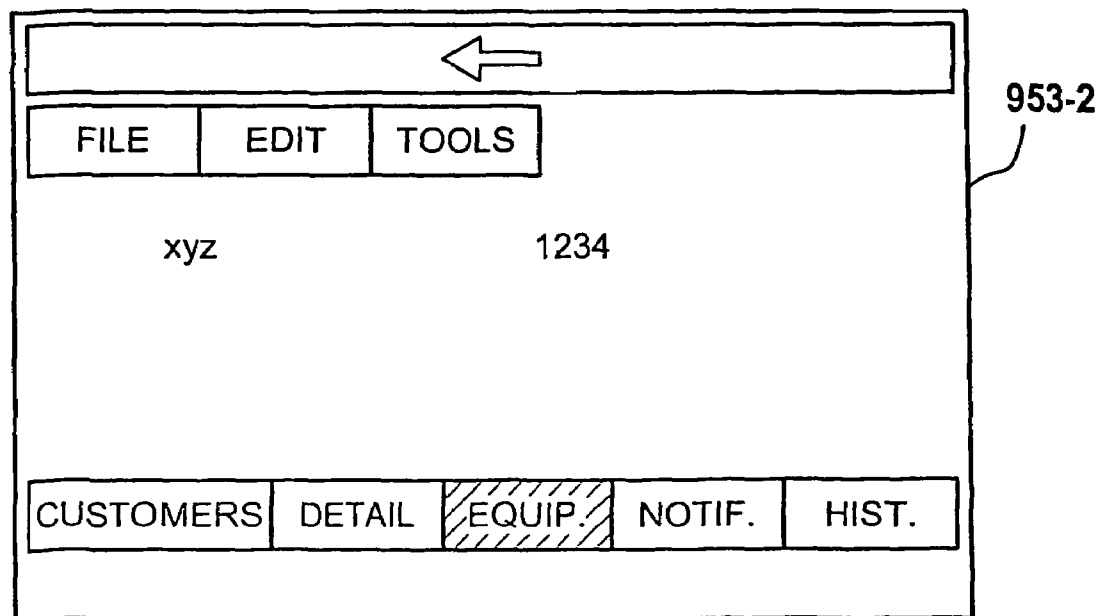 953-2
FILE EDIT TOOLS
xyz 1234
CUSTOMERS DETAIL EQUIP. NOTIF. HIST.